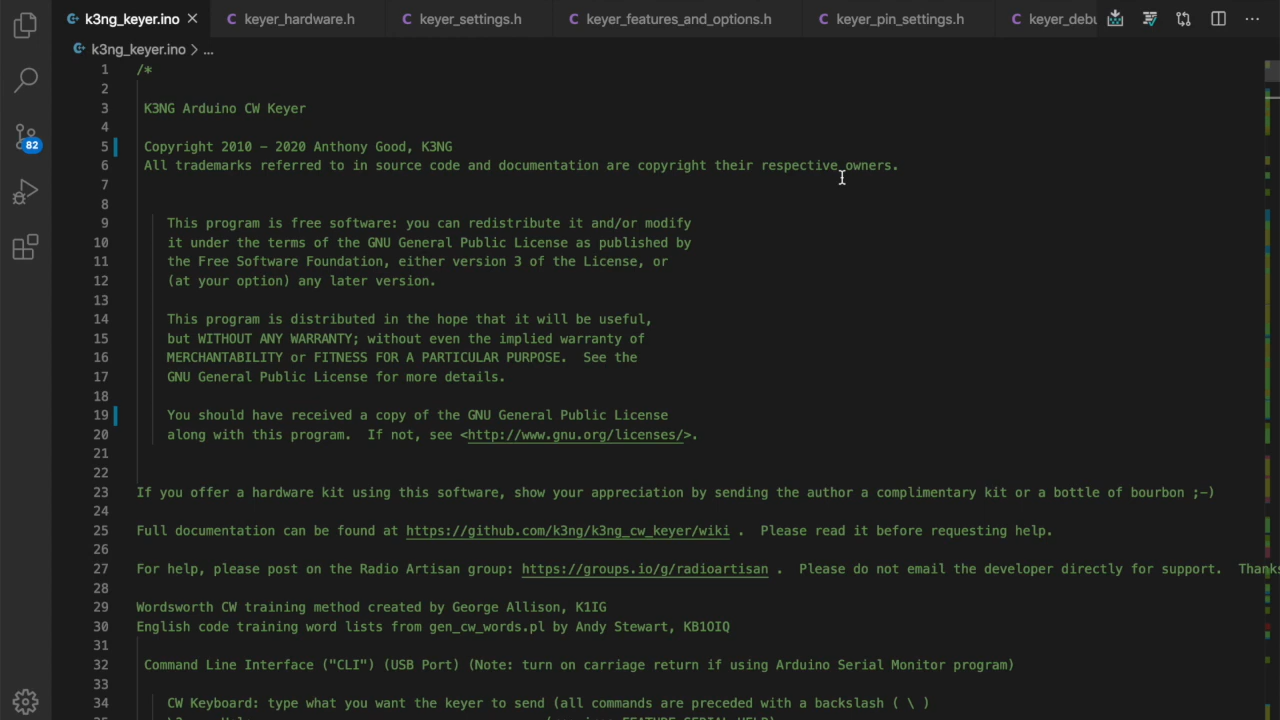 k3ng_keyer.ino
keyer_hardware.h
keyer_settings.h
keyer_features_and_options.h
keyer_pin_settings.h
k3ng_keyer.ino > ...
82
1 /*
2
3 K3NG Arduino CW Keyer
4
5 Copyright 2010 - 2020 Anthony Good, K3NG
6 All trademarks referred to in source code and documentation are copyright their respective owners.
7
8
9 This program is free software: you can redistribute it and/or modify
10 it under the terms of the GNU General Public License as published by
11 the Free Software Foundation, either version 3 of the License, or
12 (at your option) any later version.
13
14 This program is distributed in the hope that it will be useful,
15 but WITHOUT ANY WARRANTY; without even the implied warranty of
16 MERCHANTABILITY or FITNESS FOR A PARTICULAR PURPOSE.  See the
17 GNU General Public License for more details.
18
19 You should have received a copy of the GNU General Public License
20 along with this program.  If not, see <http://www.gnu.org/licenses/>.
21
22
23 If you offer a hardware kit using this software, show your appreciation by sending the author a complimentary kit or a bottle of bourbon ;-)
24
25 Full documentation can be found at https://github.com/k3ng/k3ng_cw_keyer/wiki .  Please read it before requesting help.
26
27 For help, please post on the Radio Artisan group: https://groups.io/g/radioartisan .  Please do not email the developer directly for support.  Thanks
28
29 Wordsworth CW training method created by George Allison, K1IG
30 English code training word lists from gen_cw_words.pl by Andy Stewart, KB1OIQ
31
32 Command Line Interface ("CLI") (USB Port) (Note: turn on carriage return if using Arduino Serial Monitor program)
33
34 CW Keyboard: type what you want the keyer to send (all commands are preceded with a backslash ( \ )